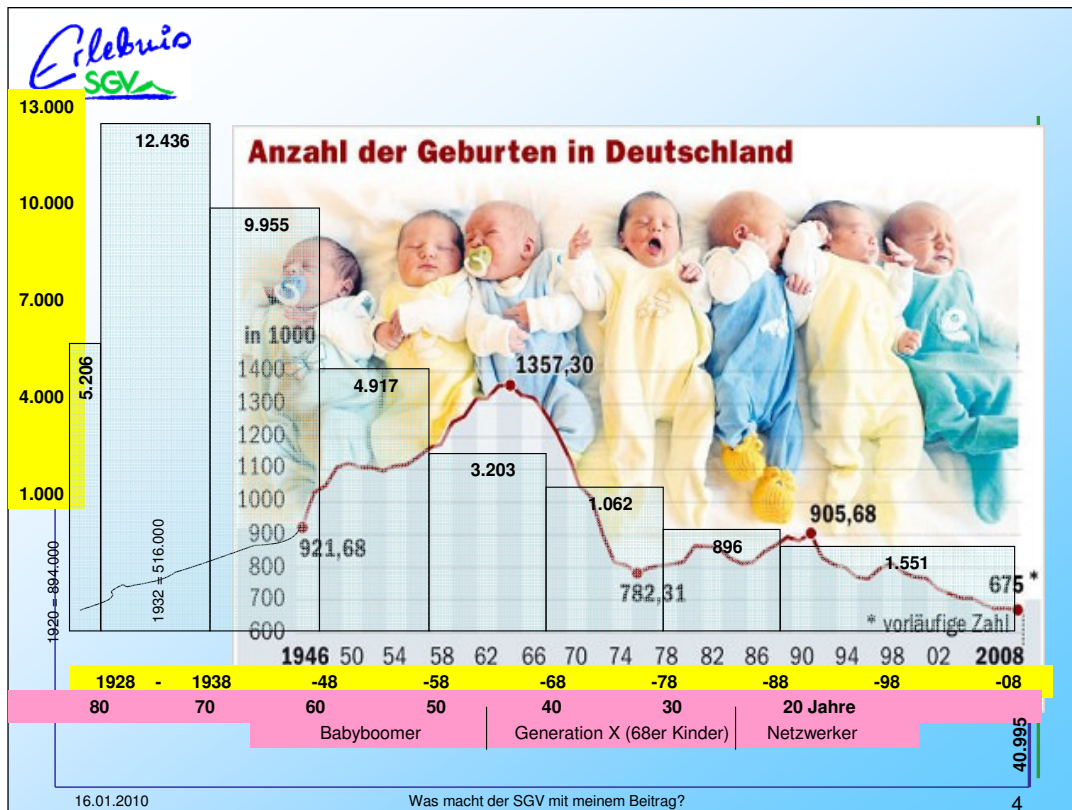 Erlebnis
SGV
13.000
10.000
7.000
4.000
1.000
5.206
12.436
9.955
4.917
3.203
1.062
896
1.551
Anzahl der Geburten in Deutschland
in 1000
1400
1300
1200
1100
1000
900
800
700
600
921,68
1357,30
782,31
905,68
675 *
* vorläufige Zahl
1920 = 894.000
1932 = 516.000
1946 50 54 58 62 66 70 74 78 82 86 90 94 98 02 2008
1928 - 1938 -48 -58 -68 -78 -88 -98 -08
80 70 60 50 40 30 20 Jahre
Babyboomer Generation X (68er Kinder) Netzwerker
40.995
16.01.2010 Was macht der SGV mit meinem Beitrag? 4